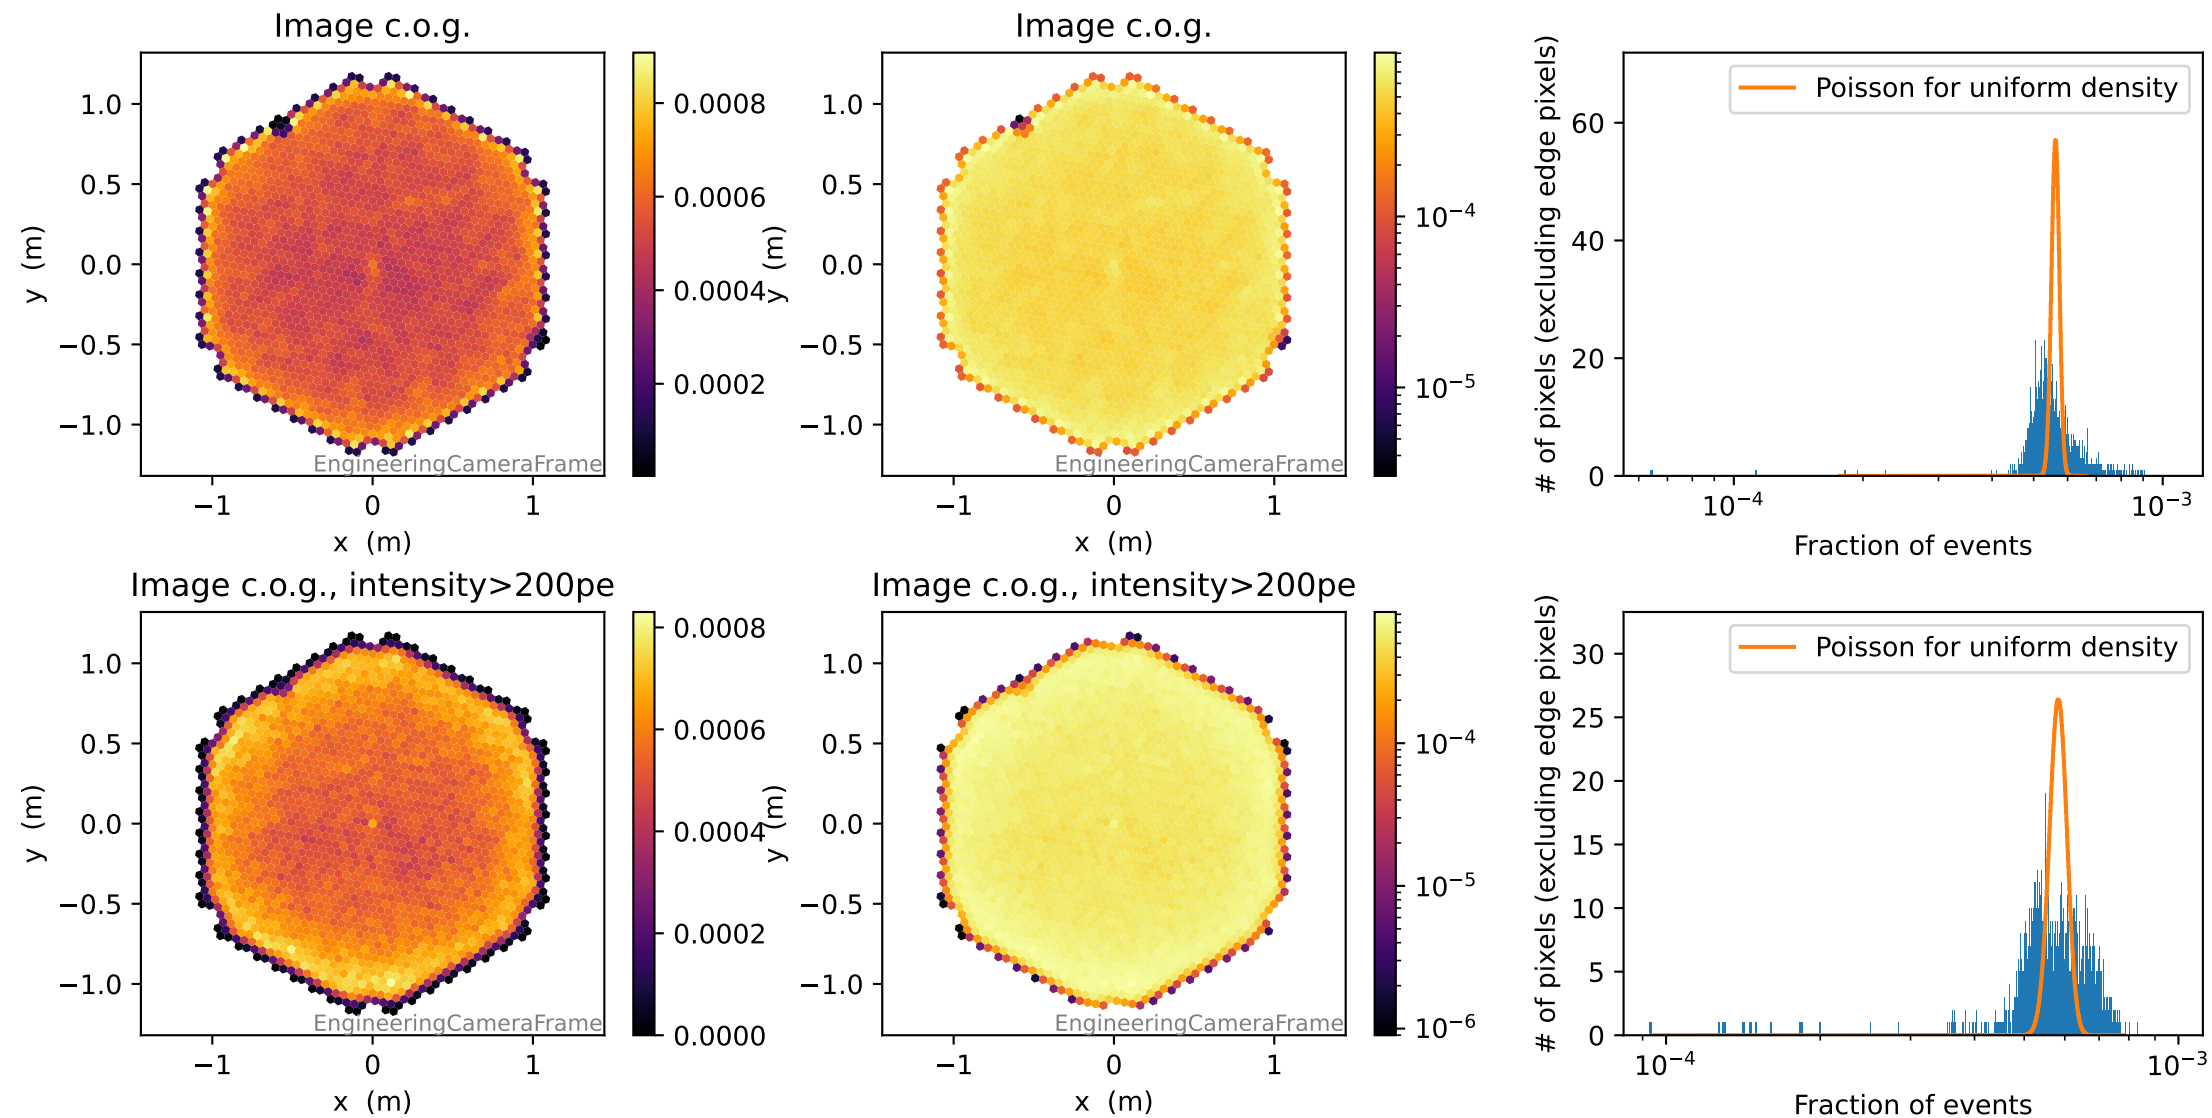 Image c.o.g.
1.0
0.5
0.0
−0.5
−1.0
y (m)
−1
0
1
x (m)
EngineeringCameraFrame
0.0008
0.0006
0.0004
0.0002
Image c.o.g.
1.0
0.5
0.0
−0.5
−1.0
y (m)
−1
0
1
x (m)
EngineeringCameraFrame
10⁻⁴
10⁻⁵
# of pixels (excluding edge pixels)
60
40
20
0
Poisson for uniform density
10⁻⁴
10⁻³
Fraction of events
Image c.o.g., intensity>200pe
1.0
0.5
0.0
−0.5
−1.0
y (m)
−1
0
1
x (m)
EngineeringCameraFrame
0.0008
0.0006
0.0004
0.0002
0.0000
Image c.o.g., intensity>200pe
1.0
0.5
0.0
−0.5
−1.0
y (m)
−1
0
1
x (m)
EngineeringCameraFrame
10⁻⁴
10⁻⁵
10⁻⁶
# of pixels (excluding edge pixels)
30
25
20
15
10
5
0
Poisson for uniform density
10⁻⁴
10⁻³
Fraction of events